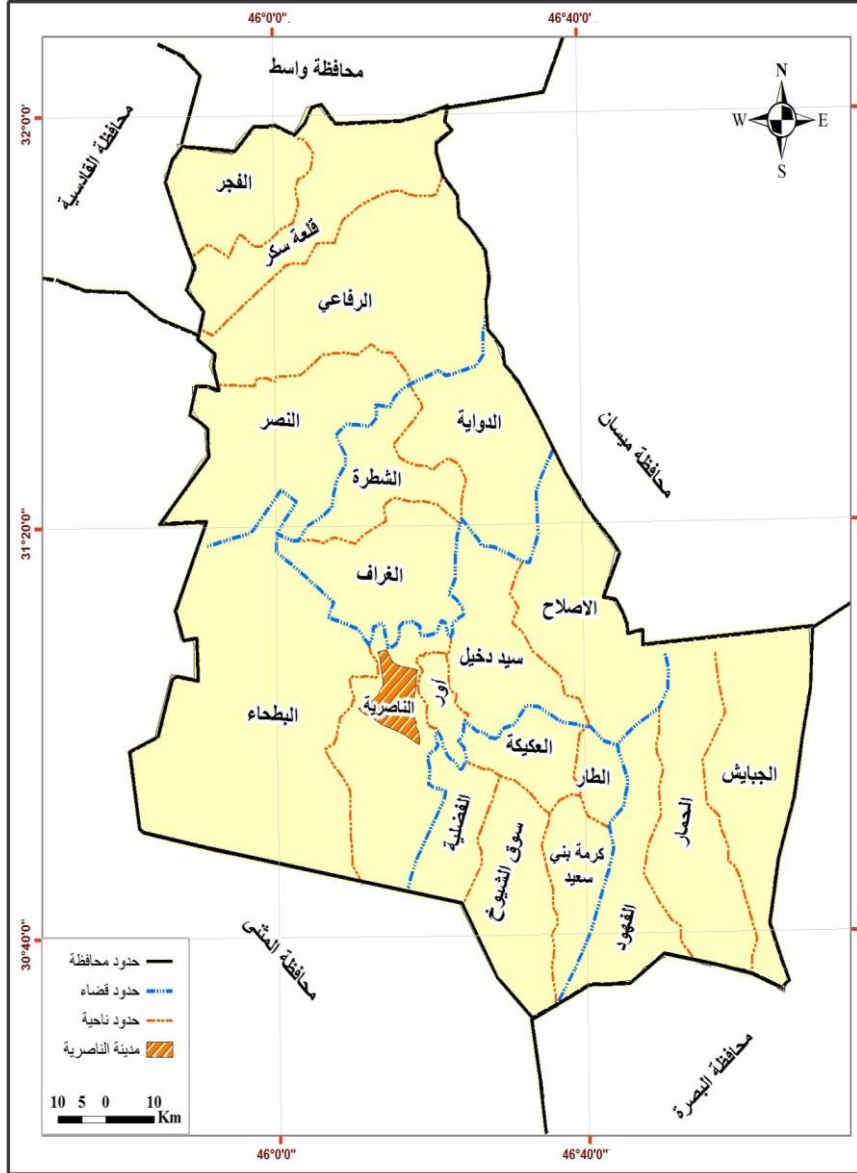 46°0'0"
46°40'0"
محافظة واسط
N
W
E
S
32°0'0"
محافظة القادسية
الفجر
قلعة سكر
الرفاعي
النصر
الدواية
محافظة ميسان
الشطرة
31°20'0"
الغراف
الاصلاح
سيد دخيل
أور
الناصرية
البطحاء
العكيكة
الطار
الجبايش
الحمار
الفضلية
سوق الشيوخ
كرمة بني
سعيد
الفهود
30°40'0"
محافظة المثنى
محافظة البصرة
حدود محافظة
حدود قضاء
حدود ناحية
مدينة الناصرية
10 5 0 10
Km
46°0'0"
46°40'0"